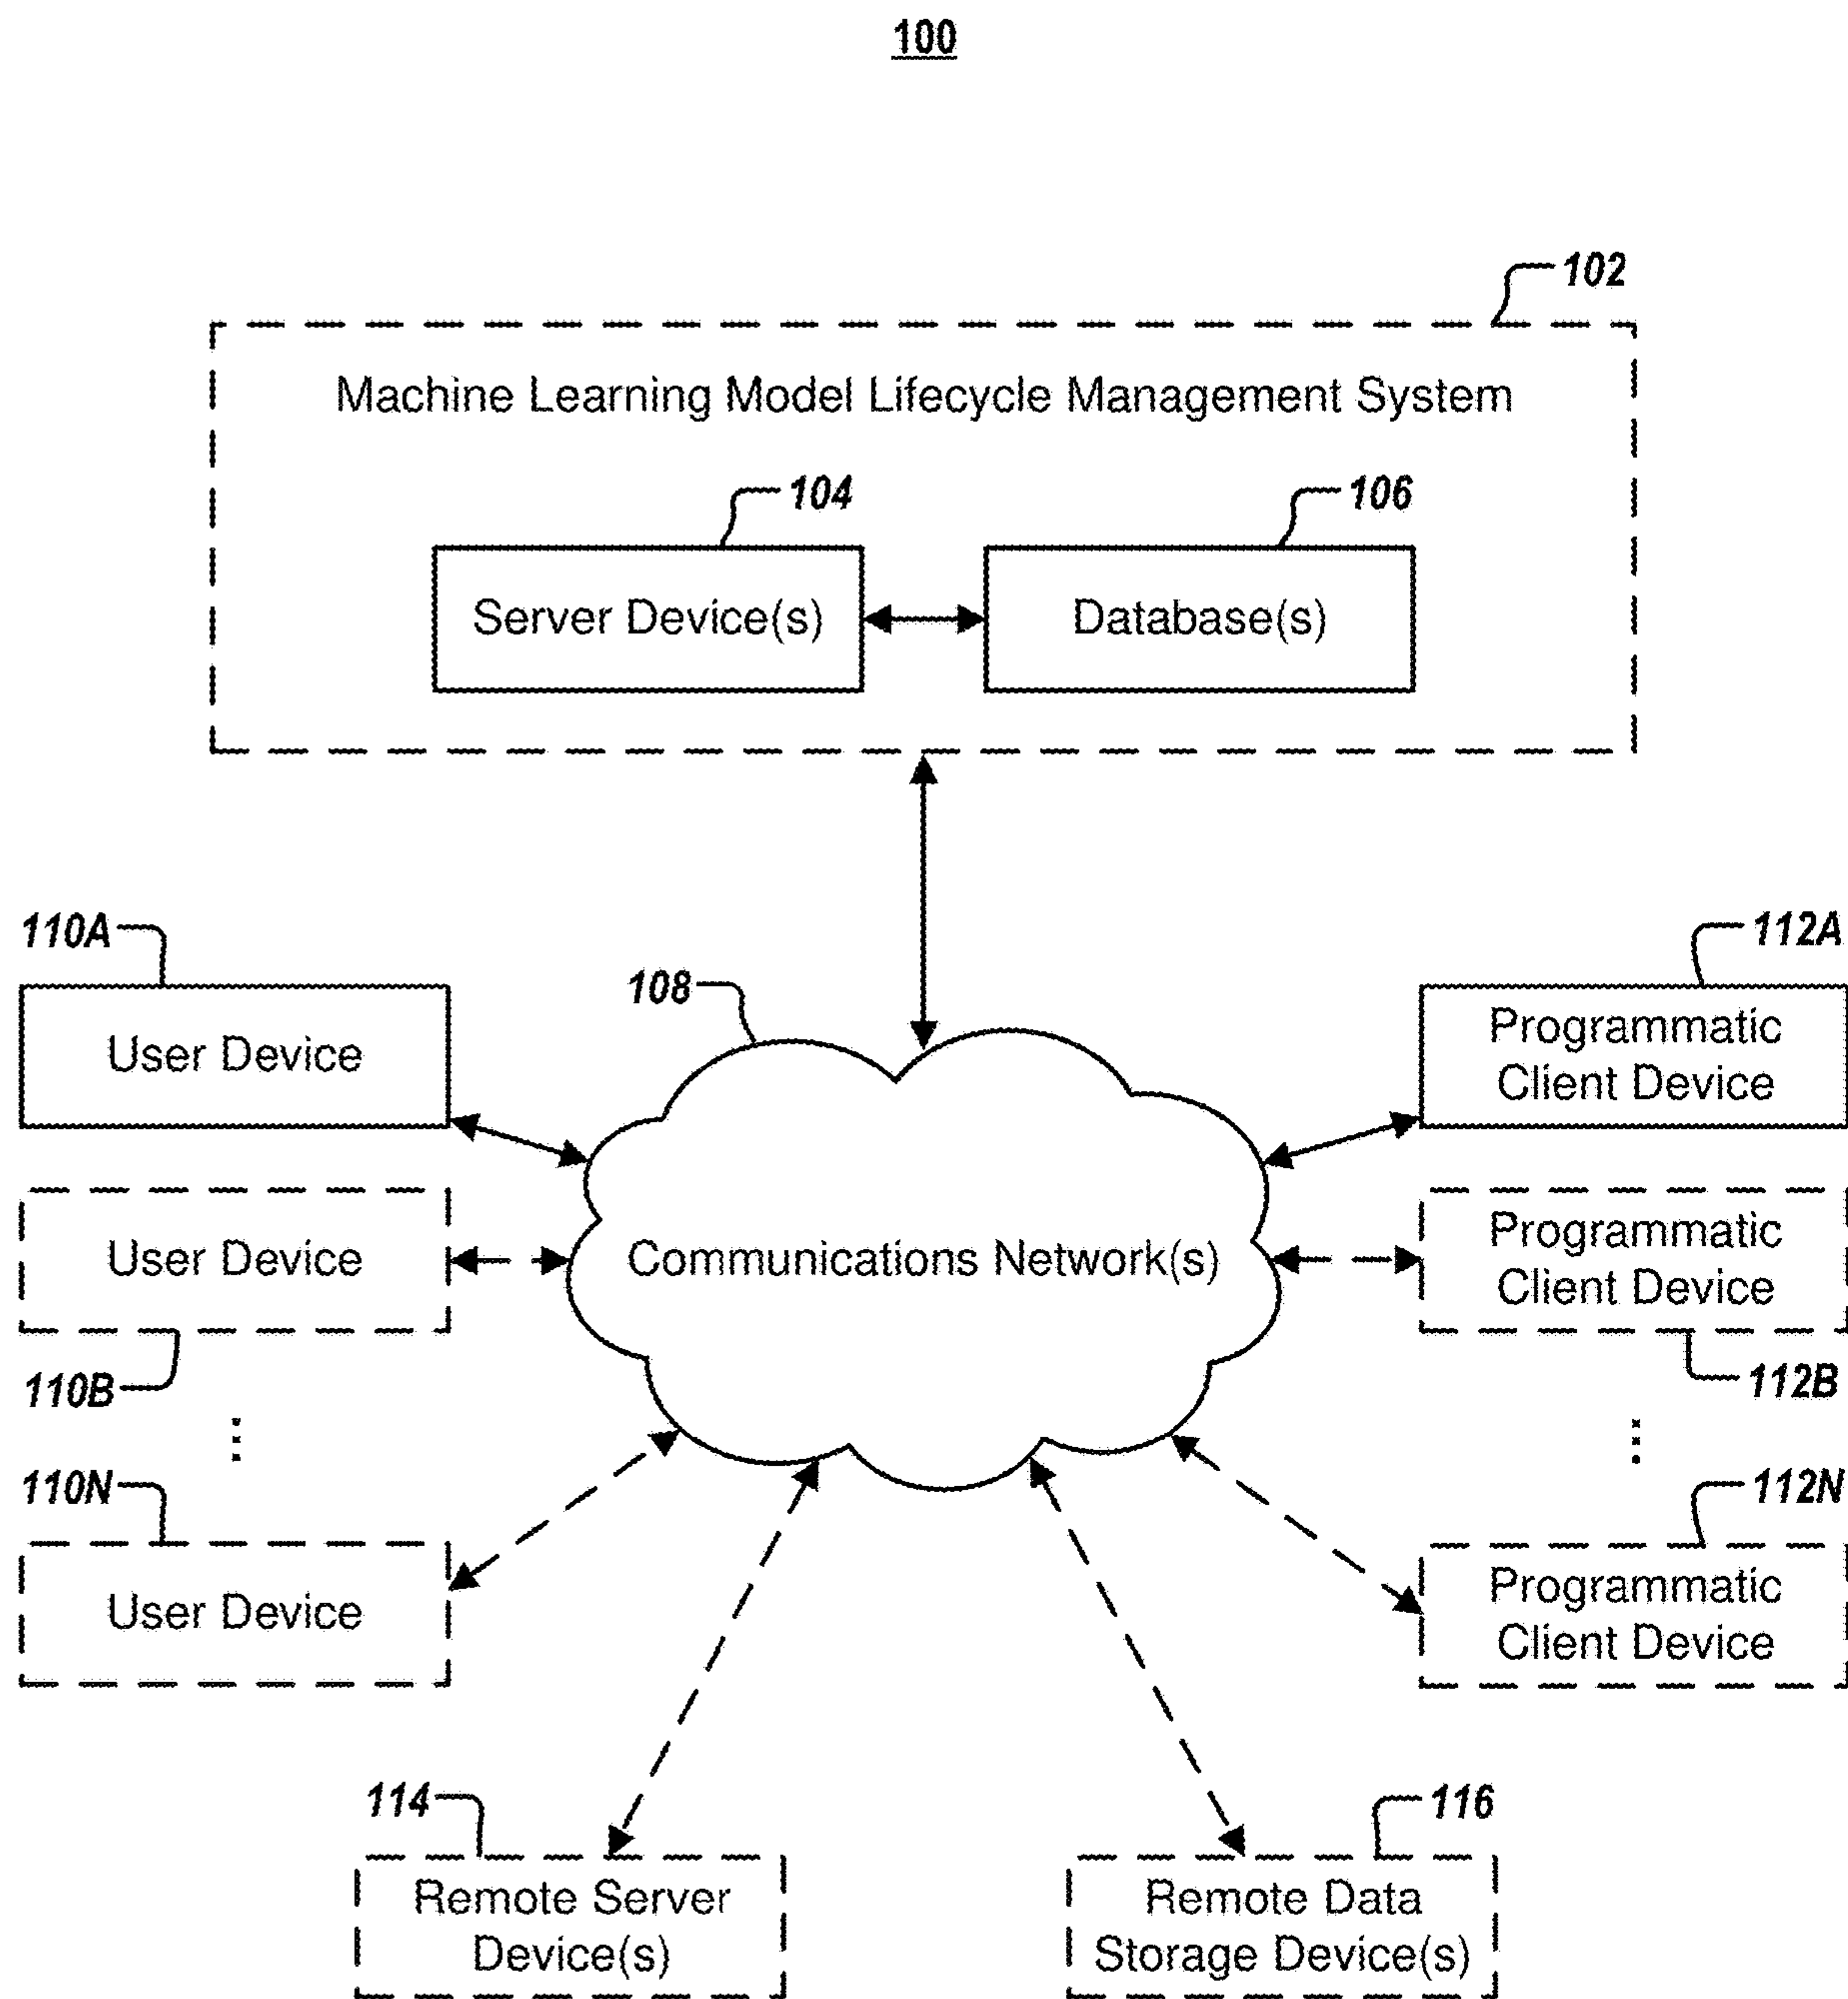 100
102
Machine Learning Model Lifecycle Management System
104
106
Server Device(s)
Database(s)
110A
112A
108
User Device
Programmatic
Client Device
User Device
Communications Network(s)
Programmatic
Client Device
110B
112B
110N
112N
User Device
Programmatic
Client Device
114
116
Remote Server
Device(s)
Remote Data
Storage Device(s)